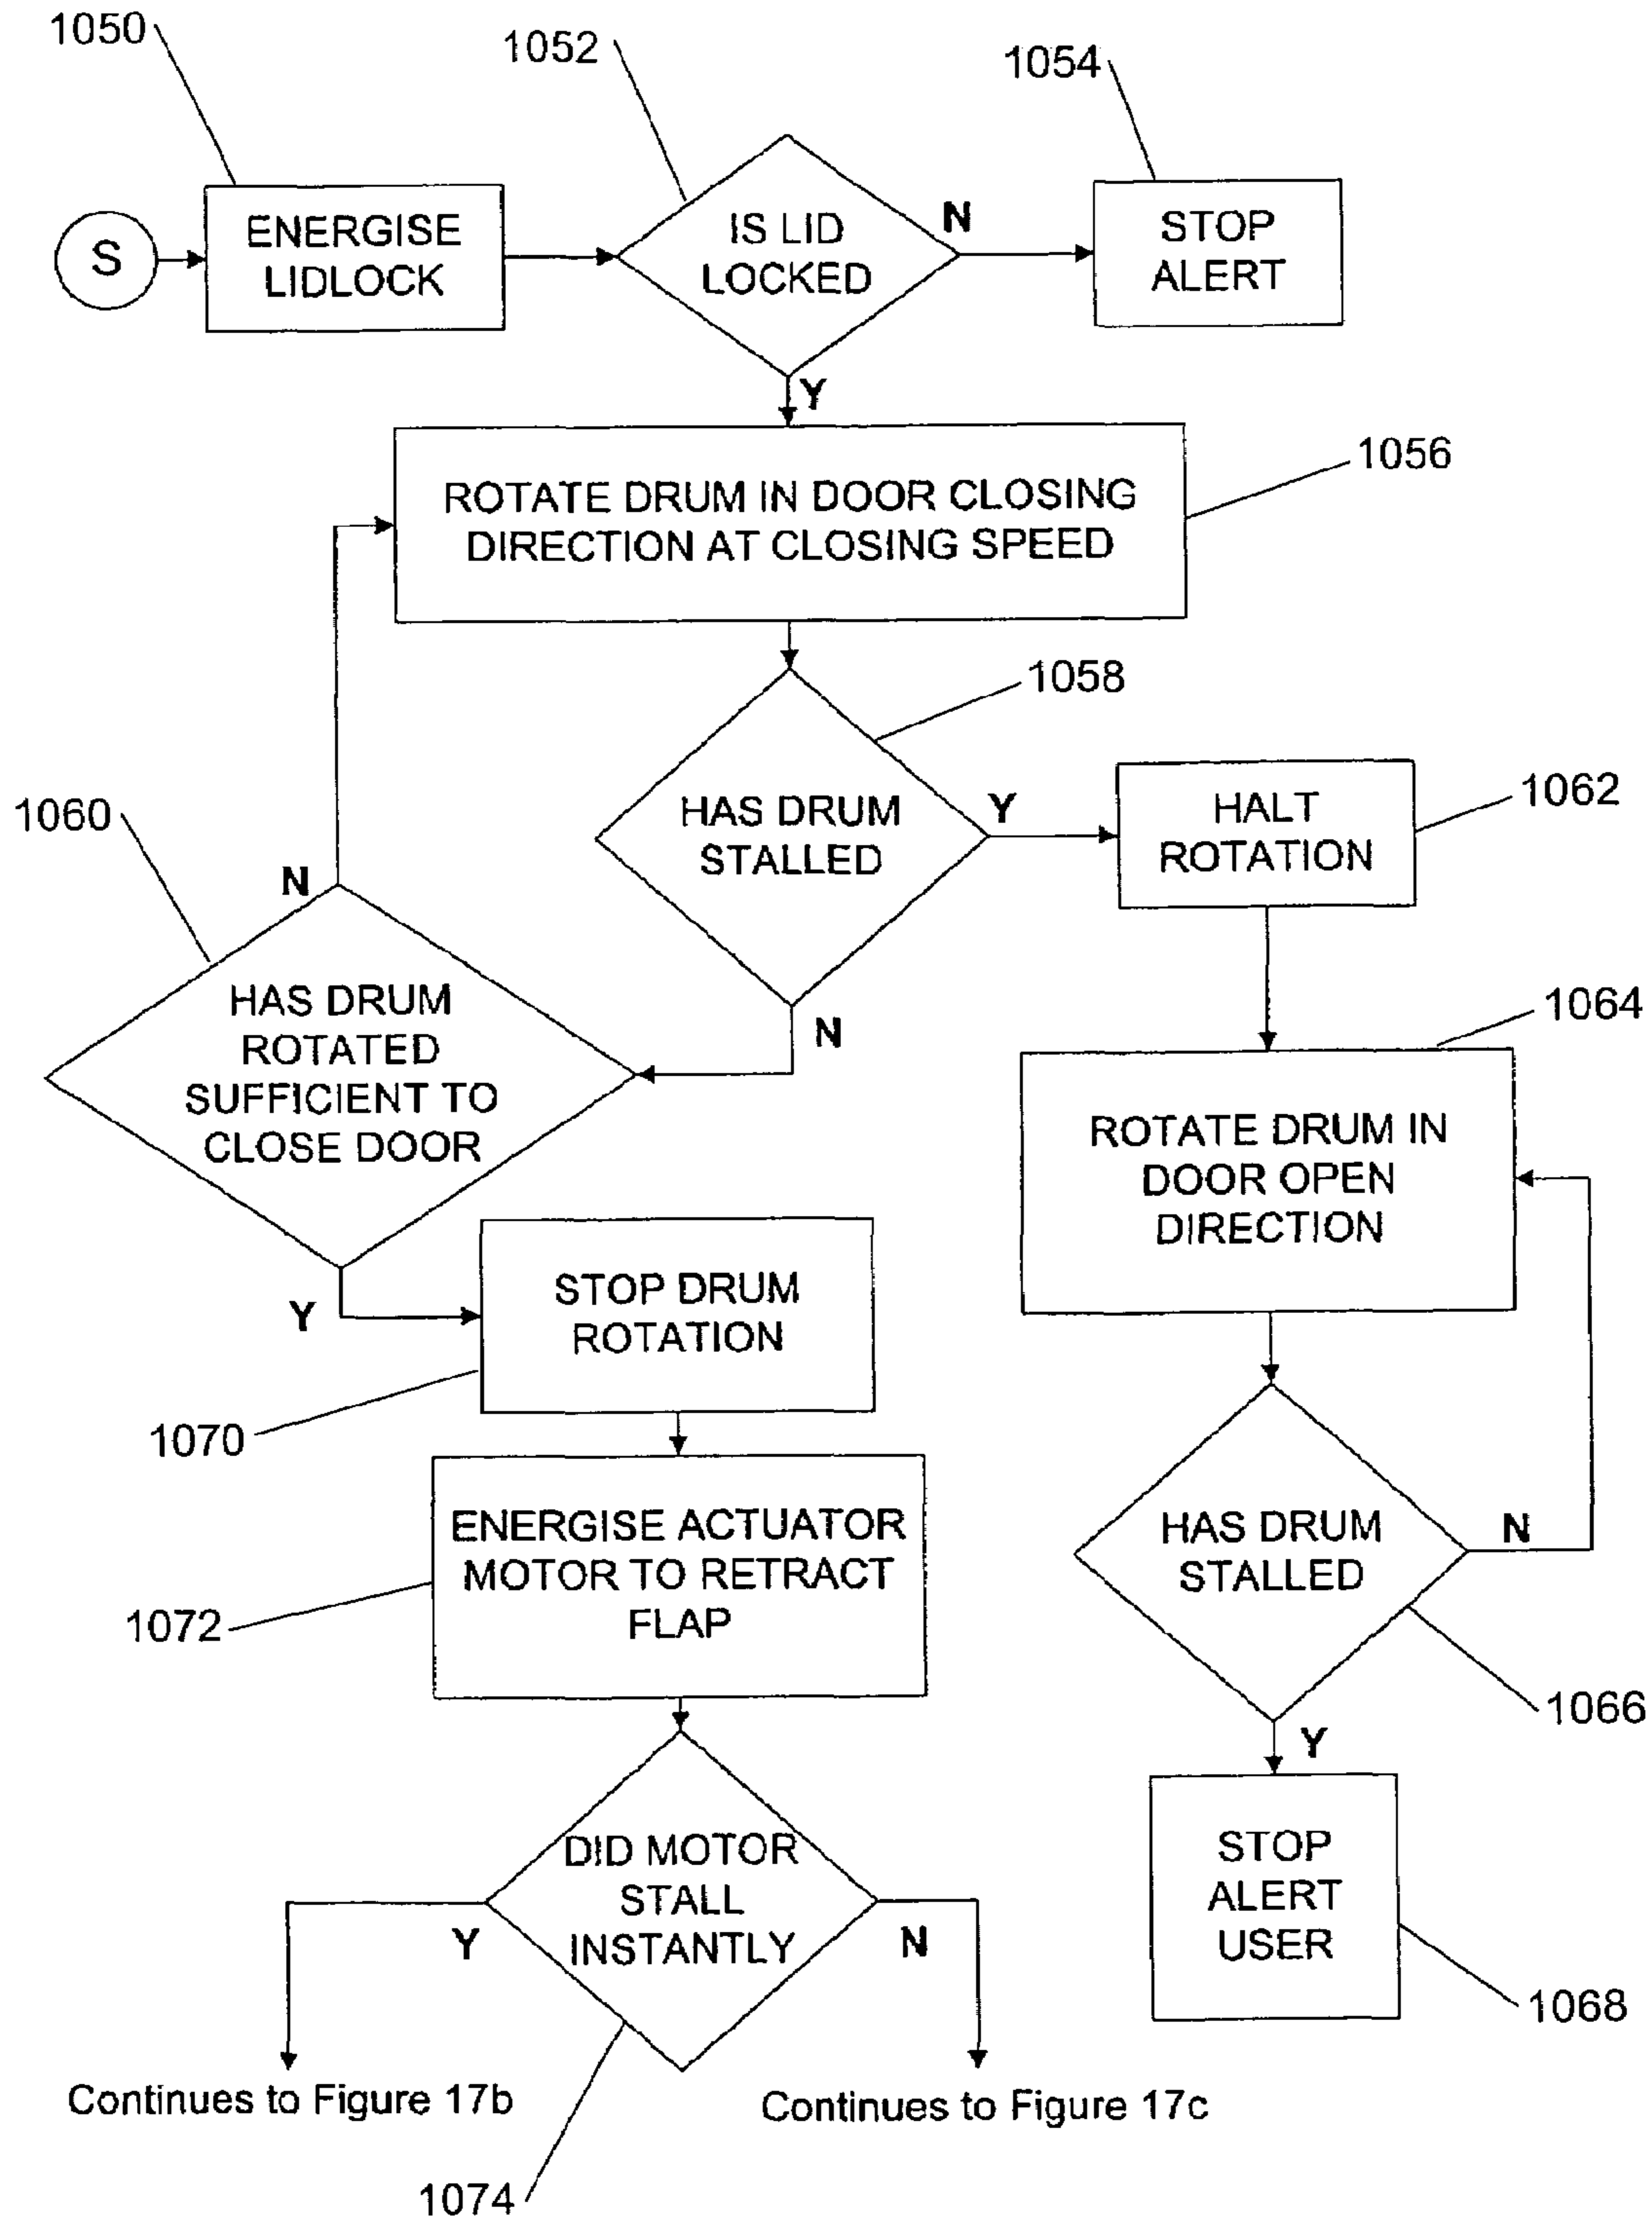 1050
1052
1054
S
ENERGISE
LIDLOCK
IS LID
LOCKED
N
STOP
ALERT
Y
ROTATE DRUM IN DOOR CLOSING
DIRECTION AT CLOSING SPEED
1056
1058
HAS DRUM
STALLED
Y
HALT
ROTATION
1062
1060
N
HAS DRUM
ROTATED
SUFFICIENT TO
CLOSE DOOR
N
1064
ROTATE DRUM IN
DOOR OPEN
DIRECTION
Y
STOP DRUM
ROTATION
1070
ENERGISE ACTUATOR
MOTOR TO RETRACT
FLAP
1072
HAS DRUM
STALLED
N
1066
Y
DID MOTOR
STALL
INSTANTLY
Y
N
STOP
ALERT
USER
1068
Continues to Figure 17b
Continues to Figure 17c
1074